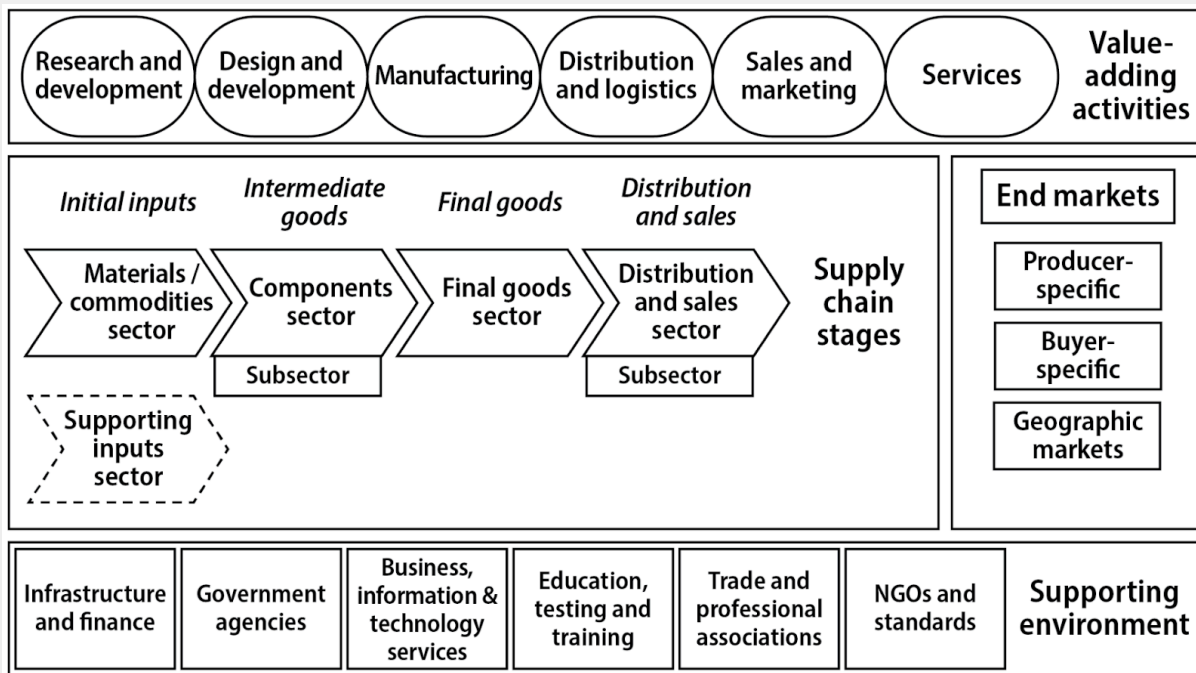 Research and
development
Design and
development
Manufacturing
Distribution
and logistics
Sales and
marketing
Services
Value-
adding
activities
Initial inputs
Intermediate
goods
Final goods
Distribution
and sales
Materials /
commodities
sector
Components
sector
Final goods
sector
Distribution
and sales
sector
Supply
chain
stages
Subsector
Subsector
Supporting
inputs
sector
End markets
Producer-
specific
Buyer-
specific
Geographic
markets
Infrastructure
and finance
Government
agencies
Business,
information &
technology
services
Education,
testing and
training
Trade and
professional
associations
NGOs and
standards
Supporting
environment